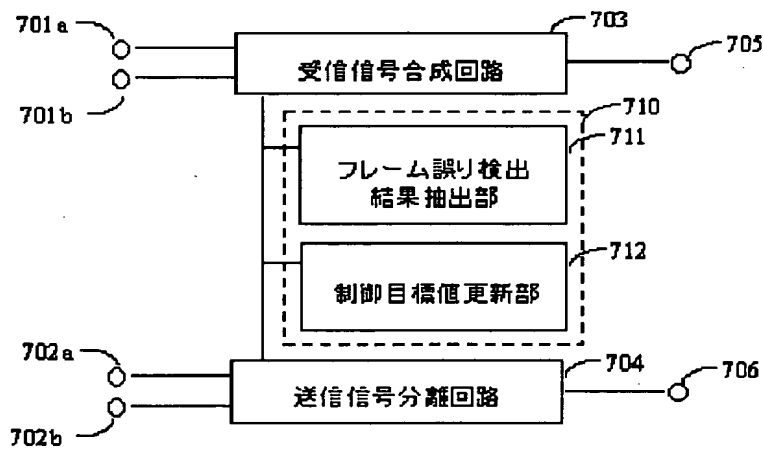 701a
703
受信信号合成回路
705
701b
710
711
フレーム誤り検出
結果抽出部
712
制御目標値更新部
702a
704
送信信号分離回路
706
702b